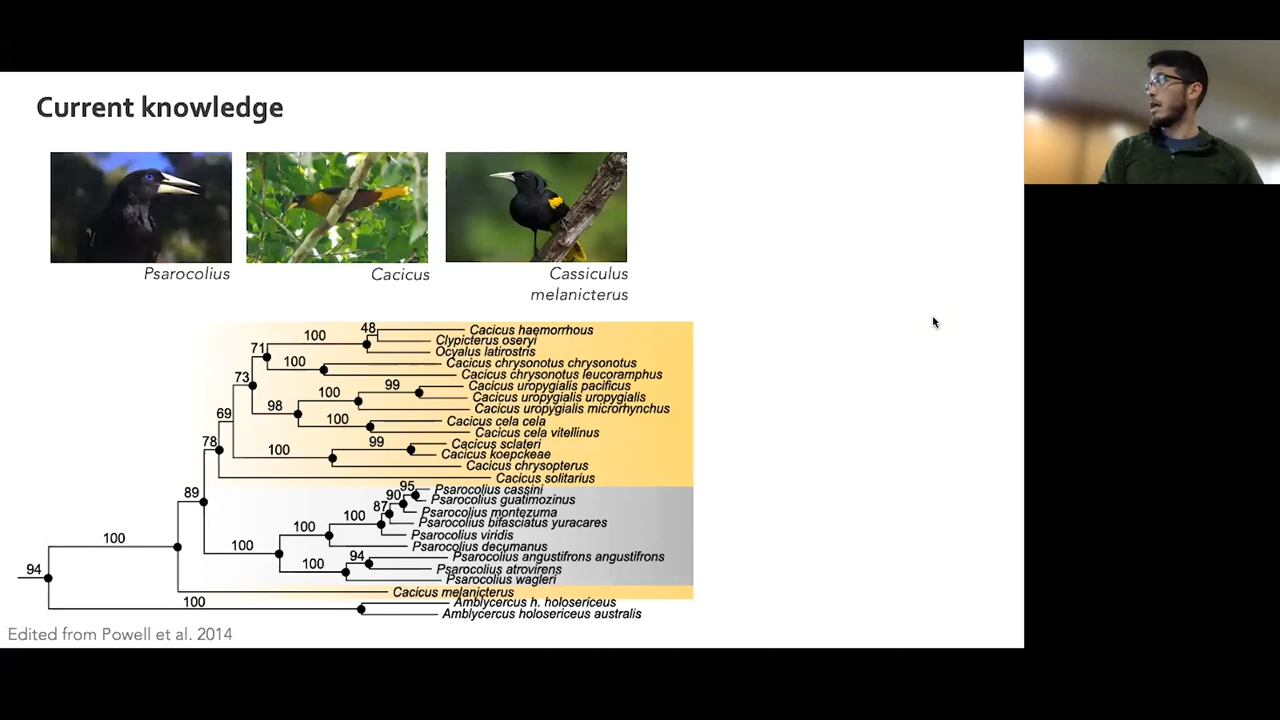 Current knowledge
Psarocolius
Cacicus
Cassiculus
melanicterus
48
Cacicus haemorrhous
100
Clypicterus oseryi
71
Ocyalus latirostris
100
Cacicus chrysonotus chrysonotus
Cacicus chrysonotus leucoramphus
73
99
Cacicus uropygialis pacificus
100
Cacicus uropygialis uropygialis
98
Cacicus uropygialis microrhynchus
69
100
Cacicus cela cela
Cacicus cela vitellinus
78
99
Cacicus sclateri
100
Cacicus koepckeae
Cacicus chrysopterus
Cacicus solitarius
89
95
Psarocolius cassini
90
Psarocolius guatimozinus
87
Psarocolius montezuma
100
Psarocolius bifasciatus yuracares
100
Psarocolius viridis
100
Psarocolius decumanus
94
Psarocolius angustifrons angustifrons
100
Psarocolius atrovirens
Psarocolius wagleri
100
94
Cacicus melanicterus
100
Amblycercus h. holosericeus
Amblycercus holosericeus australis
Edited from Powell et al. 2014